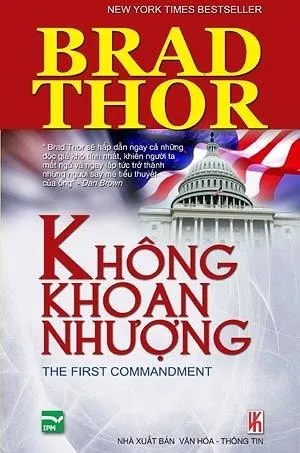 NEW YORK TIMES BESTSELLER
BRAD
THOR
" Brad Thor sẽ hấp dẫn ngay cả những
độc giả khó tính nhất, khiến người ta
mất ngủ và ngay lập tức trở thành
những người say mê tiểu thuyết
của ông" - Dan Brown
KHÔNG
KHOAN
NHƯỢNG
THE FIRST COMMANDMENT
IPM
NHÀ XUẤT BẢN VĂN HÓA - THÔNG TIN